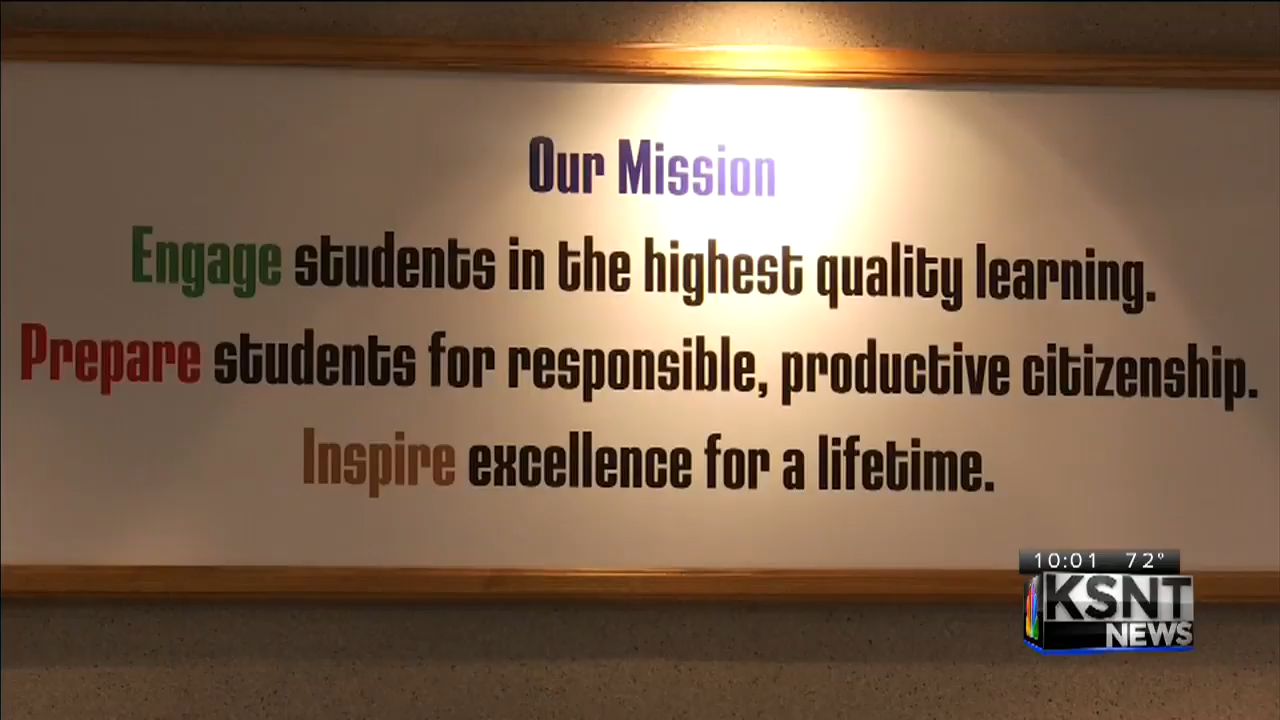 Our Mission
Engage students in the highest quality learning.
Prepare students for responsible, productive citizenship.
Inspire excellence for a lifetime.
10:01 72°
KSNT
NEWS